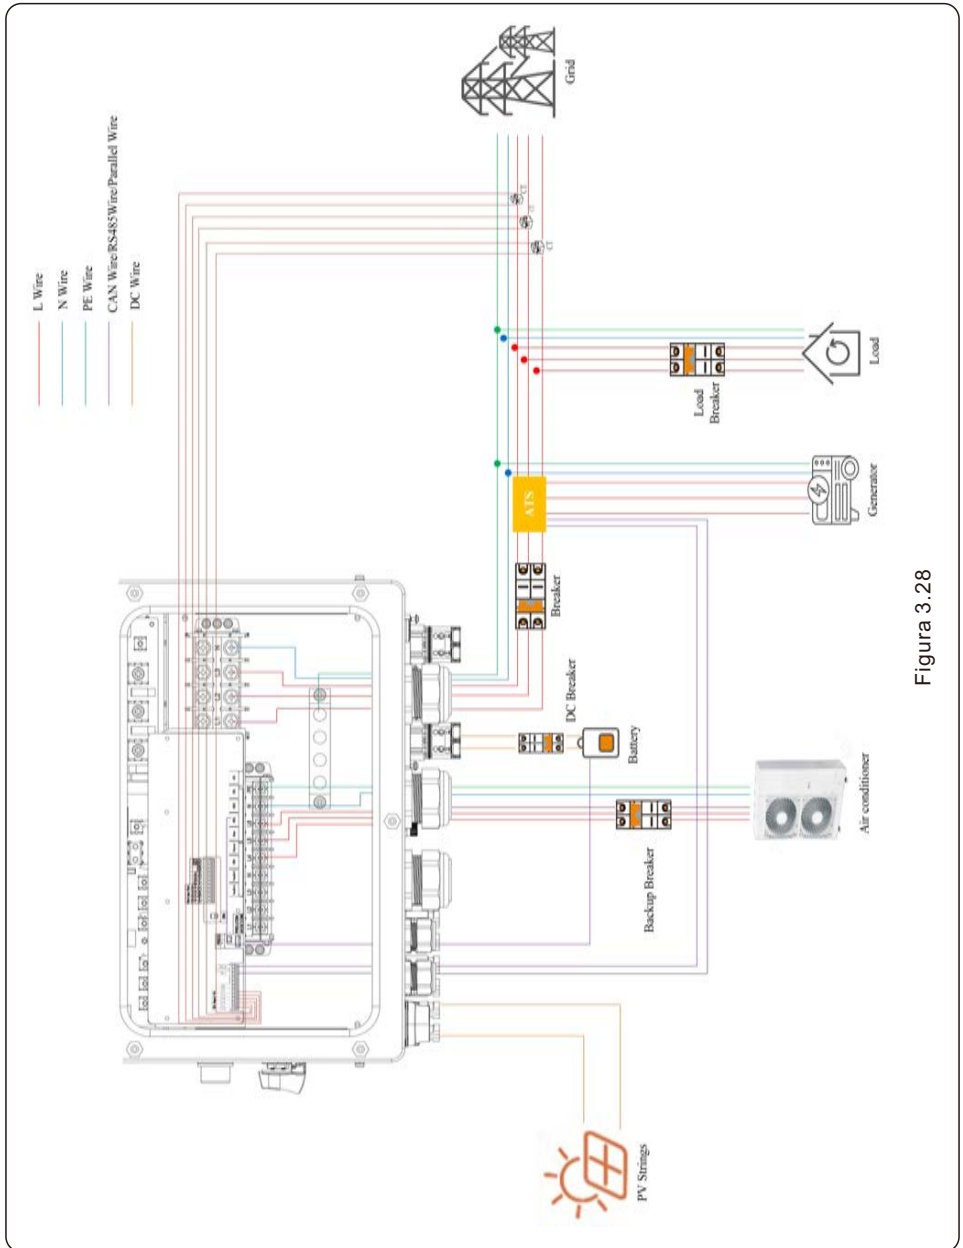 L Wire
N Wire
PE Wire
CAN Wire/RS485Wire/Parallel Wire
DC Wire
Grid
CT
CT
Load
Breaker
Load
ATS
Generator
Breaker
DC Breaker
Battery
Backup Breaker
Air conditioner
PV Strings
Figura 3.28